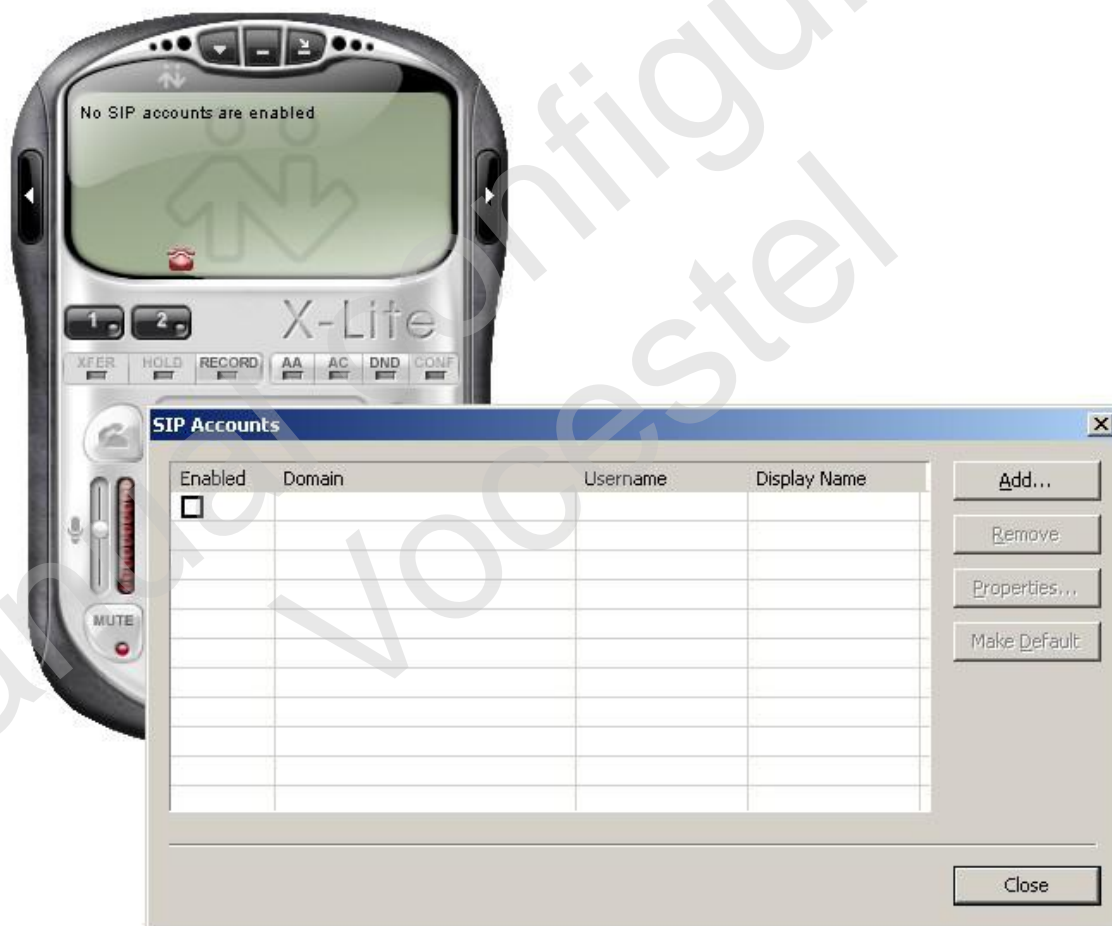 No SIP accounts are enabled
1 2
X-Lite
XFER HOLD RECORD AA AC DND CONF
MUTE
SIP Accounts
Enabled Domain Username Display Name
Add...
Remove
Properties...
Make Default
Close
Vocestel